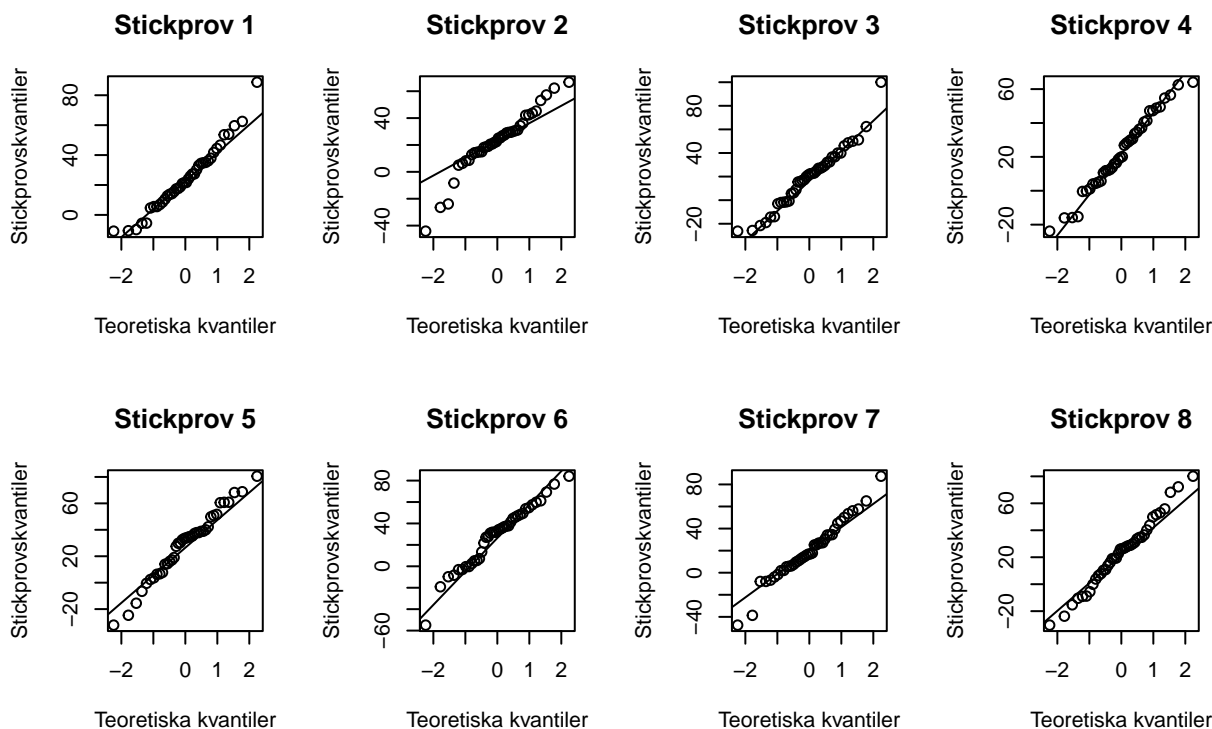 Stickprov 1 Stickprov 2 Stickprov 3 Stickprov 4
Stickprovskvantiler Stickprovskvantiler Stickprovskvantiler Stickprovskvantiler
0 40 80
−40 0 40
−20 40 80
−20 20 60
−2 0 1 2 −2 0 1 2 −2 0 1 2 −2 0 1 2
Teoretiska kvantiler Teoretiska kvantiler Teoretiska kvantiler Teoretiska kvantiler
Stickprov 5 Stickprov 6 Stickprov 7 Stickprov 8
Stickprovskvantiler Stickprovskvantiler Stickprovskvantiler Stickprovskvantiler
−20 20 60
−60 0 40 80
−40 0 40 80
−20 20 60
−2 0 1 2 −2 0 1 2 −2 0 1 2 −2 0 1 2
Teoretiska kvantiler Teoretiska kvantiler Teoretiska kvantiler Teoretiska kvantiler